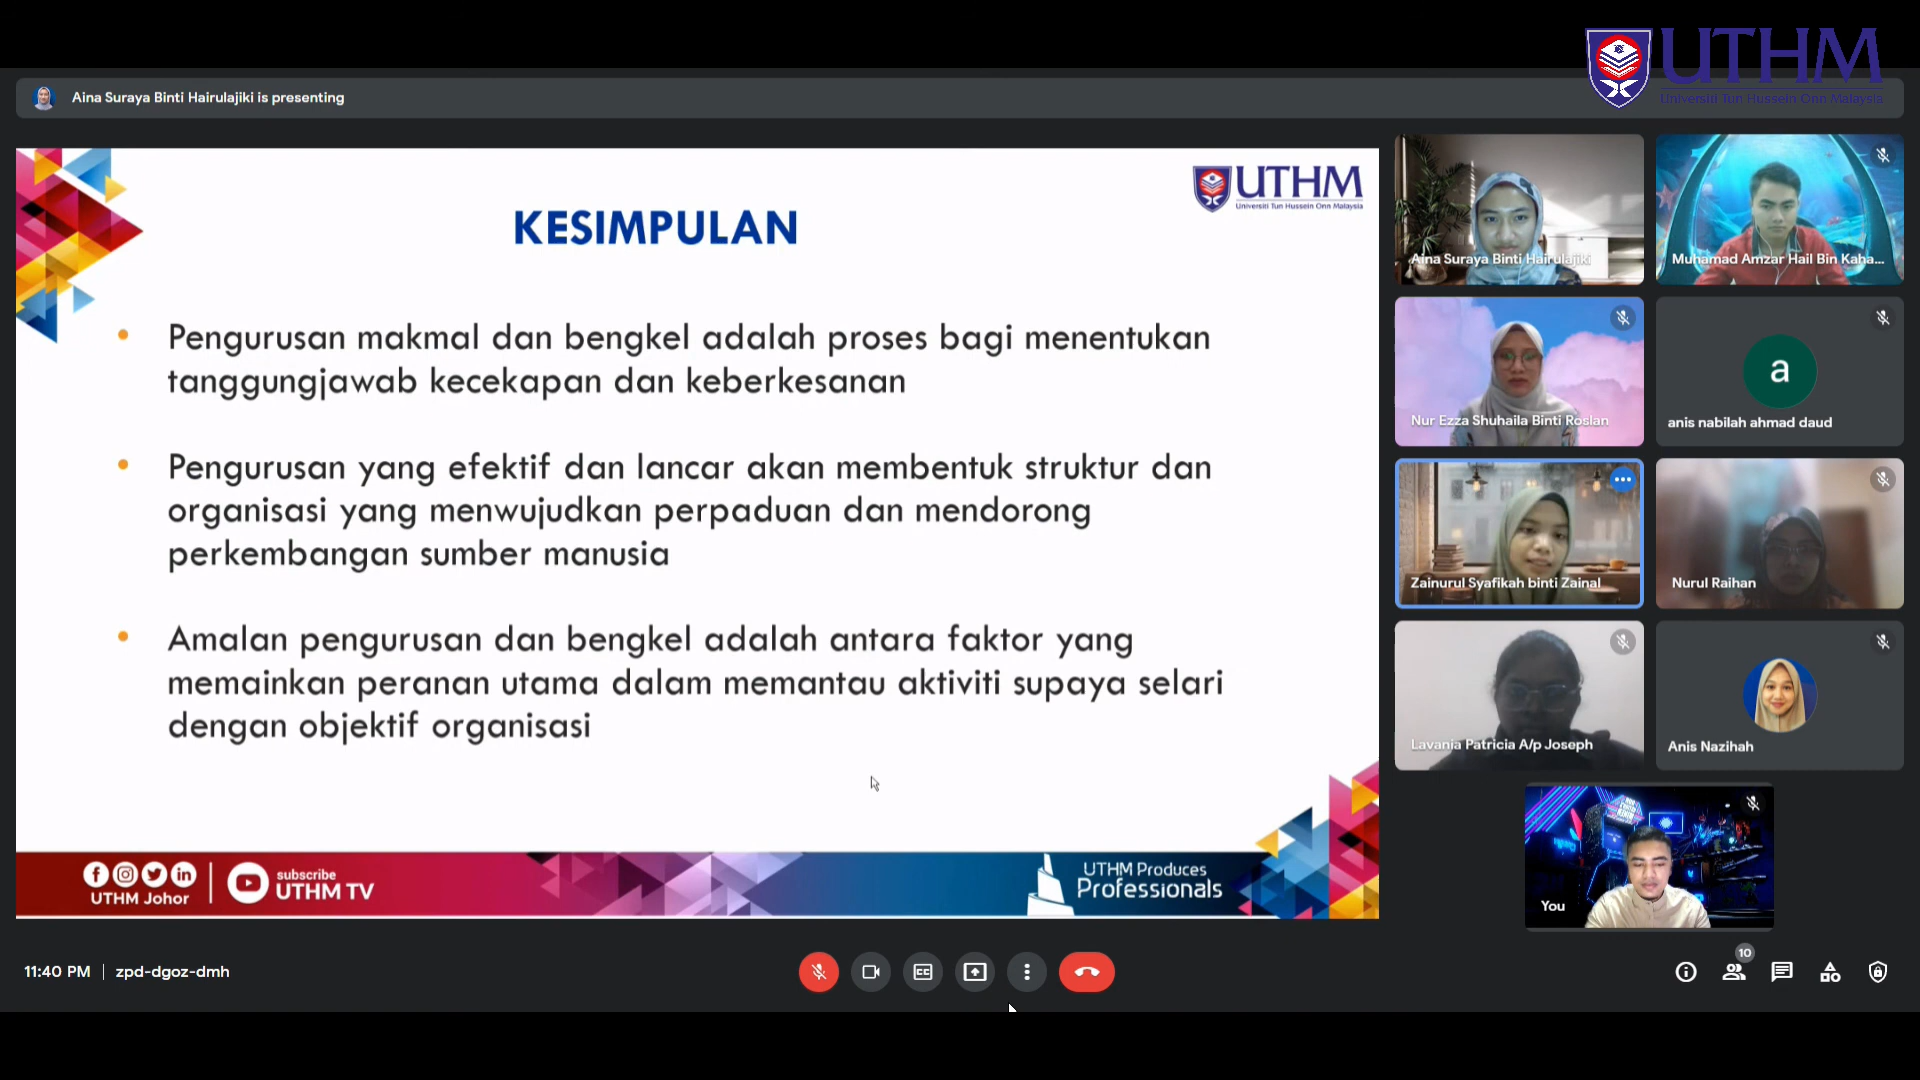 UTHM
Universiti Tun Hussein Onn Malaysia
Aina Suraya Binti Hairulajiki is presenting
UTHM
Universiti Tun Hussein Onn Malaysia
KESIMPULAN
• Pengurusan makmal dan bengkel adalah proses bagi menentukan
tanggungjawab kecekapan dan keberkesanan
• Pengurusan yang efektif dan lancar akan membentuk struktur dan
organisasi yang menwujudkan perpaduan dan mendorong
perkembangan sumber manusia
• Amalan pengurusan dan bengkel adalah antara faktor yang
memainkan peranan utama dalam memantau aktiviti supaya selari
dengan objektif organisasi
UTHM Johor
subscribe
UTHM TV
UTHM Produces
Professionals
Aina Suraya Binti Hairulajiki
Muhamad Amzar Hail Bin Kaha...
Nur Ezza Shuhaila Binti Roslan
a
anis nabilah ahmad daud
Zainurul Syafikah binti Zainal
Nurul Raihan
Lavania Patricia A/p Joseph
Anis Nazihah
You
11:40 PM | zpd-dgoz-dmh
10